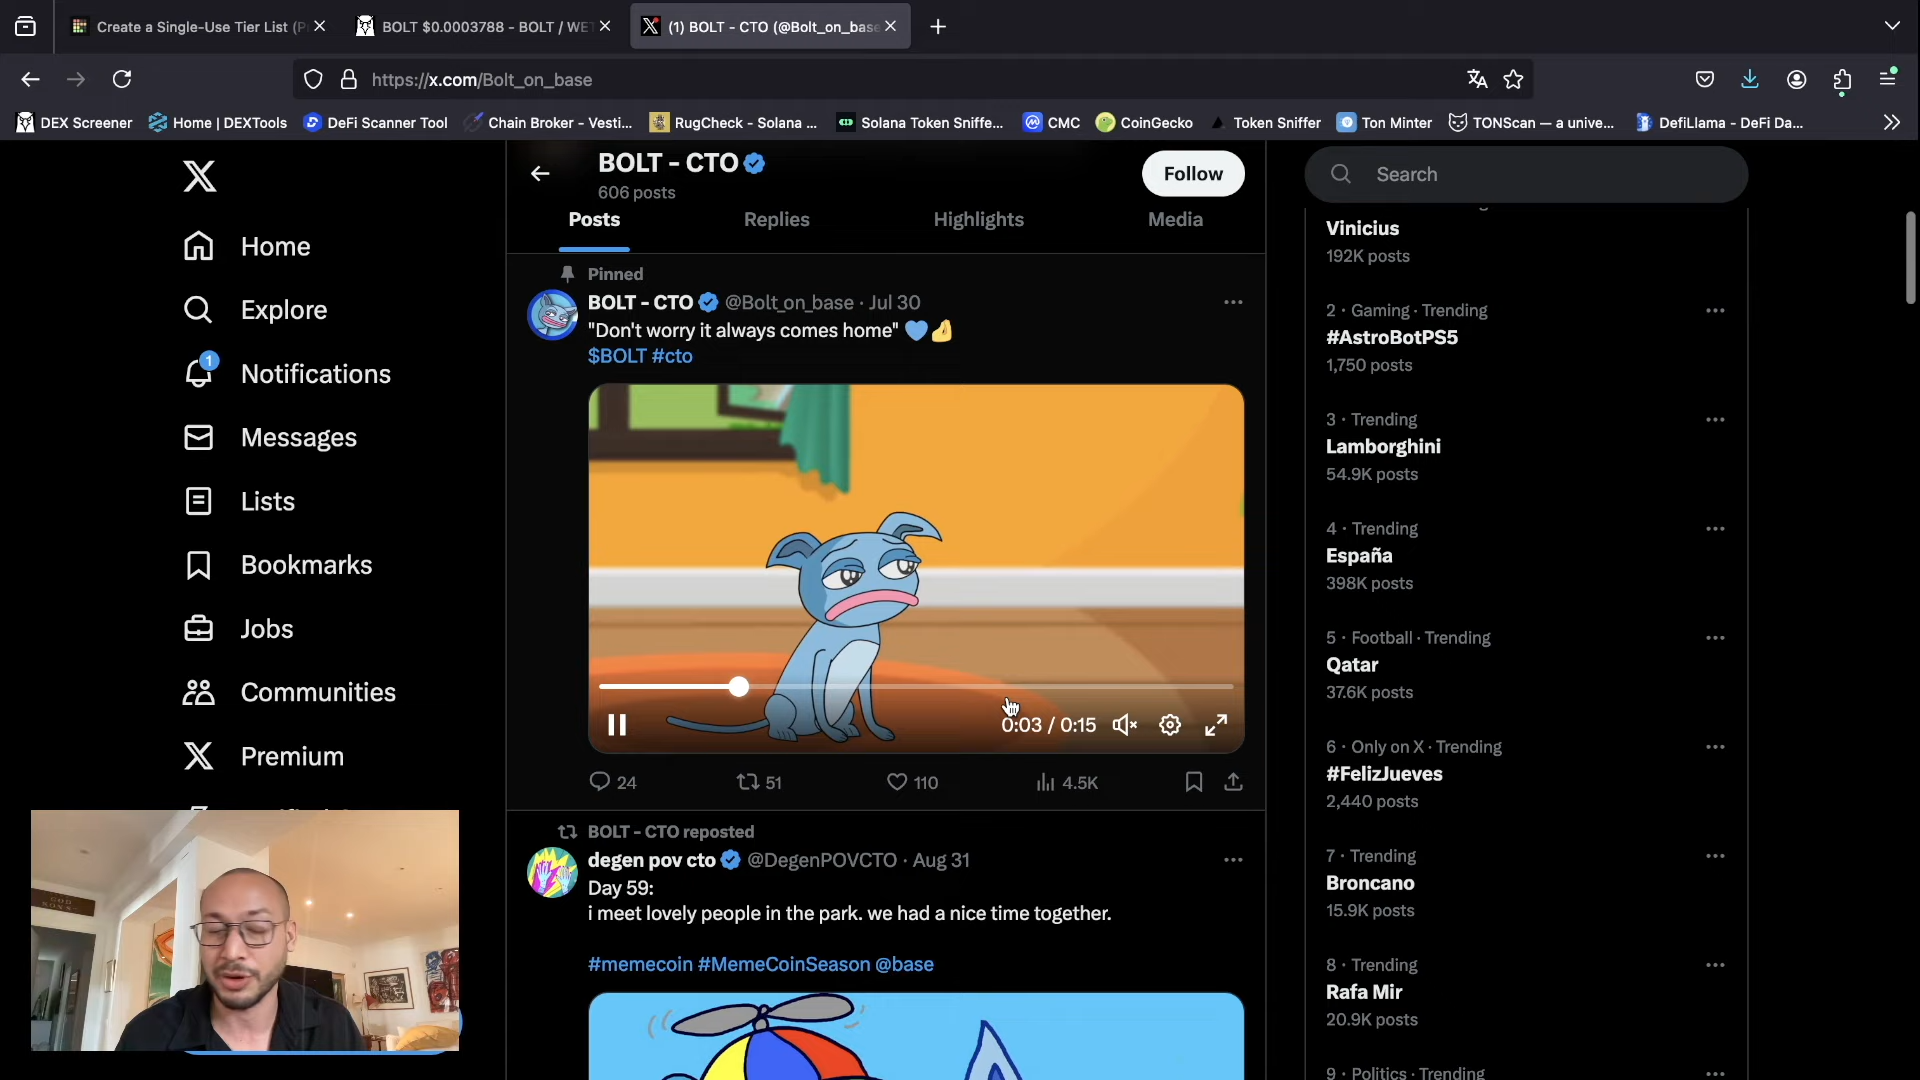 Create a Single-Use Tier List (P
BOLT $0.0003788 - BOLT / WE
(1) BOLT - CTO (@Bolt_on_base
https://x.com/Bolt_on_base
DEX Screener
Home | DEXTools
DeFi Scanner Tool
Chain Broker - Vesti...
RugCheck - Solana ...
Solana Token Sniffe...
CMC
CoinGecko
Token Sniffer
Ton Minter
TONScan — a unive...
DefiLlama - DeFi Da...
Home
Explore
1
Notifications
Messages
Lists
Bookmarks
Jobs
Communities
Premium
BOLT - CTO
606 posts
Follow
Posts
Replies
Highlights
Media
Pinned
BOLT - CTO @Bolt_on_base · Jul 30
"Don't worry it always comes home"
$BOLT #cto
0:03 / 0:15
24
51
110
4.5K
BOLT - CTO reposted
degen pov cto @DegenPOVCTO · Aug 31
Day 59:
i meet lovely people in the park. we had a nice time together.
#memecoin #MemeCoinSeason @base
Search
Vinicius
192K posts
2 · Gaming · Trending
#AstroBotPS5
1,750 posts
3 · Trending
Lamborghini
54.9K posts
4 · Trending
España
398K posts
5 · Football · Trending
Qatar
37.6K posts
6 · Only on X · Trending
#FelizJueves
2,440 posts
7 · Trending
Broncano
15.9K posts
8 · Trending
Rafa Mir
20.9K posts
9 · Politics · Trending